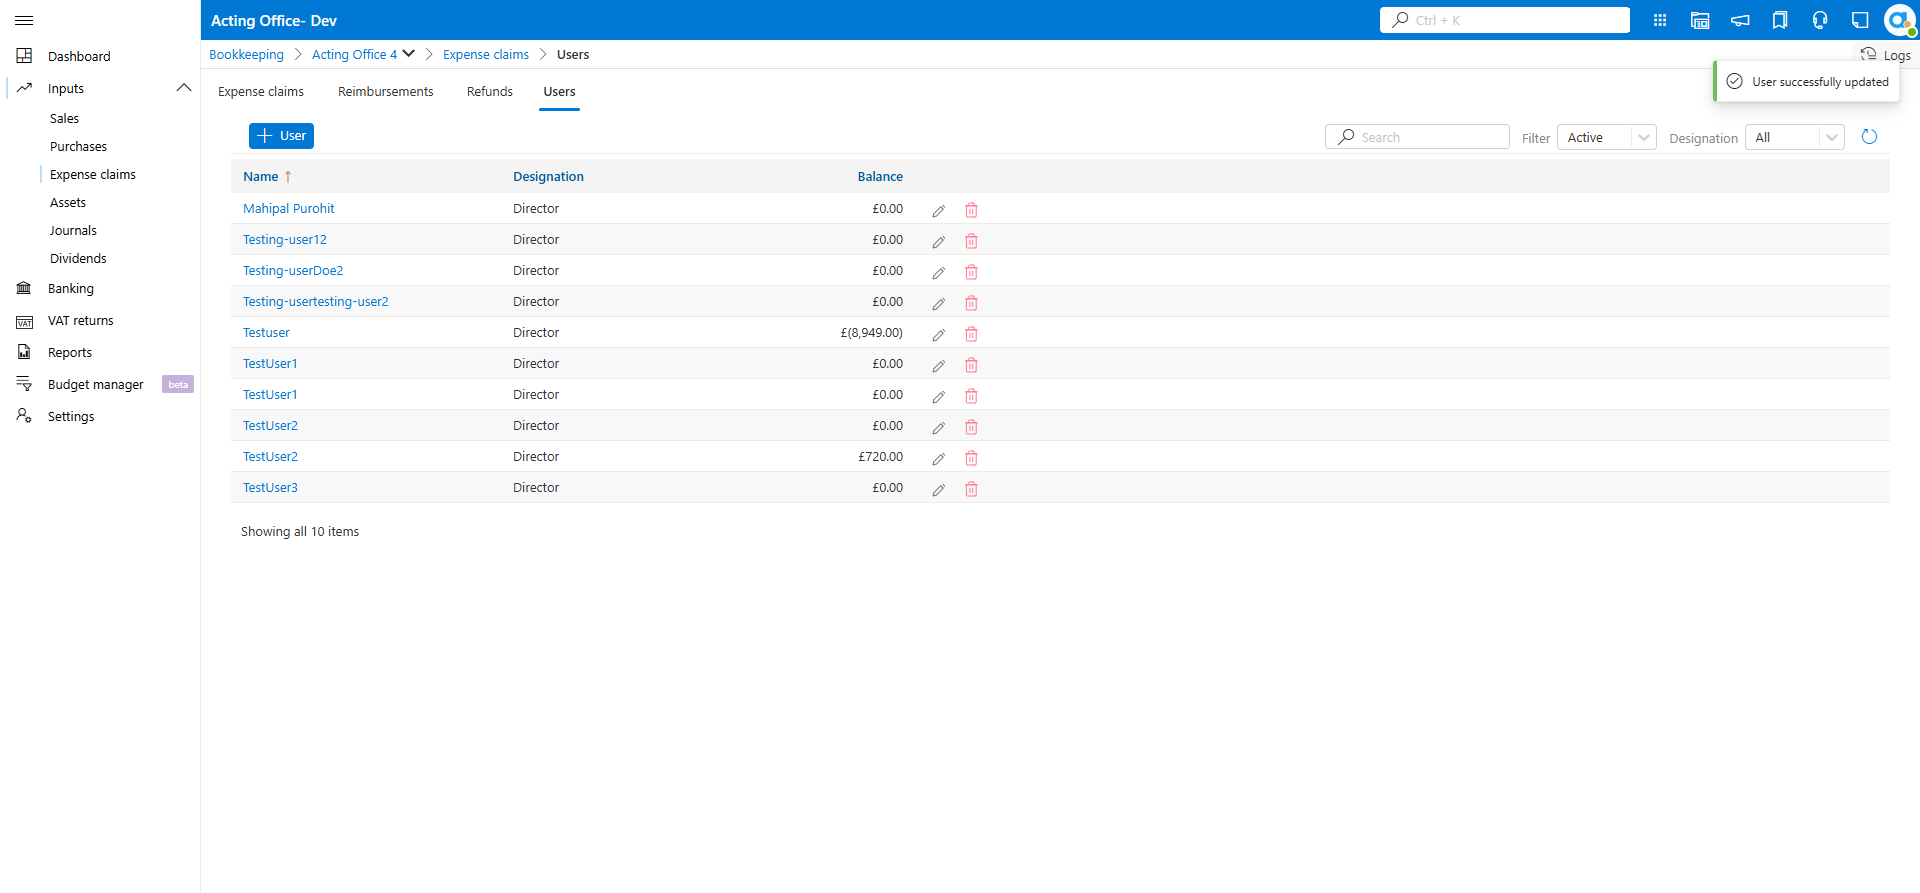 Acting Office- Dev
Ctrl + K
Bookkeeping Acting Office 4 Expense claims Users
Logs
User successfully updated
Dashboard
Inputs
Sales
Purchases
Expense claims
Assets
Journals
Dividends
Banking
VAT
VAT returns
Reports
Budget manager beta
Settings
Expense claims Reimbursements Refunds Users
User
Search Filter Active Designation All
Name Designation Balance
Mahipal Purohit Director £0.00
Testing-user12 Director £0.00
Testing-userDoe2 Director £0.00
Testing-usertesting-user2 Director £0.00
Testuser Director £(8,949.00)
TestUser1 Director £0.00
TestUser1 Director £0.00
TestUser2 Director £0.00
TestUser2 Director £720.00
TestUser3 Director £0.00
Showing all 10 items